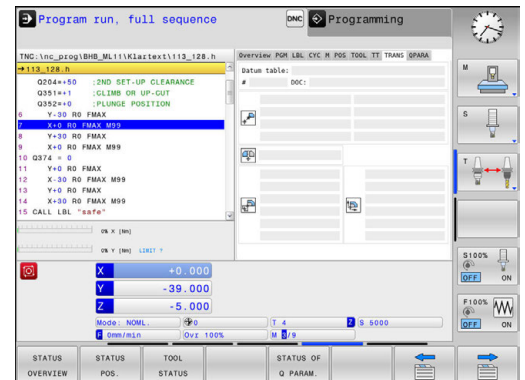 Program run, full sequence
DNC
Programming
TNC:\nc_prog\BHB_ML11\Klartext\113_128.h
→113_128.h
Q204=+50 ;2ND SET-UP CLEARANCE
Q351=+1 ;CLIMB OR UP-CUT
Q352=+0 ;PLUNGE POSITION
6 Y-30 R0 FMAX
7 X+0 R0 FMAX M99
8 Y+30 R0 FMAX
9 X+0 R0 FMAX M99
10 Q374 = 0
11 Y+0 R0 FMAX
12 X-30 R0 FMAX M99
13 Y+0 R0 FMAX
14 X+30 R0 FMAX M99
15 CALL LBL "safe"
0% X [Nm]
0% Y [Nm] LIMIT ?
Overview PGM LBL CYC M POS TOOL TT TRANS QPARA
Datum table:
# DOC:
X +0.000
Y -39.000
Z -5.000
Mode: NOML. 0 T 4 Z S 5000
F 0mm/min Ovr 100% M 5/9
M
S
T
S100%
OFF ON
F100%
OFF ON
STATUS OVERVIEW
STATUS POS.
TOOL STATUS
STATUS OF Q PARAM.